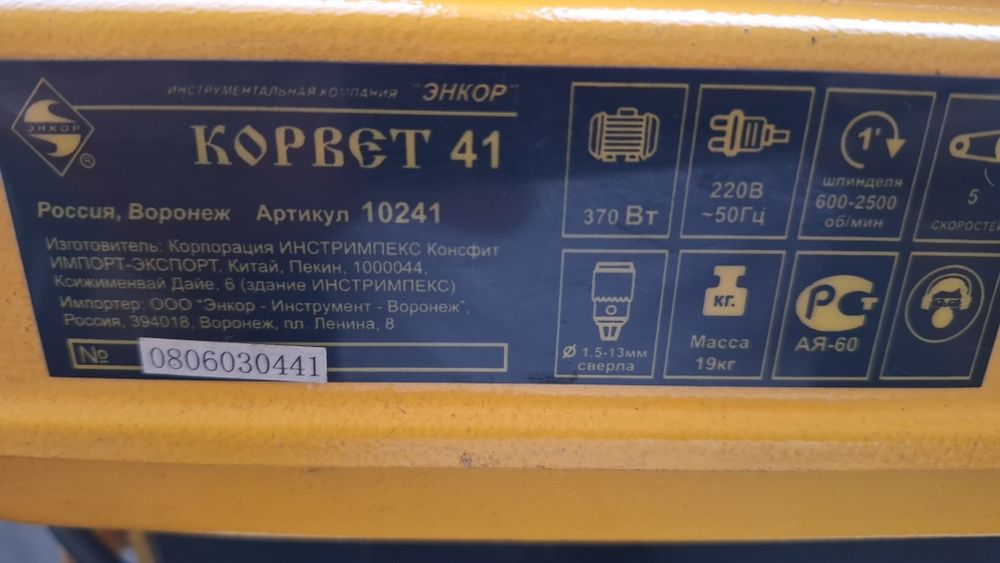 ИНСТРУМЕНТАЛЬНАЯ КОМПАНИЯ "ЭНКОР"
ЭНКОР
®
КОРВЕТ 41
Россия, Воронеж Артикул 10241
Изготовитель: Корпорация ИНСТРИМПЕКС Консфит
ИМПОРТ-ЭКСПОРТ, Китай, Пекин, 1000044,
Ксижименвай Дайе, 6 (здание ИНСТРИМПЕКС)
Импортер: ООО "Энкор - Инструмент - Воронеж",
Россия, 394018, Воронеж, пл. Ленина, 8
№ 0806030441
370 Вт
220В
~50Гц
1'
шпинделя
600-2500
об/мин
5
скоростей
Ø 1.5-13мм
сверла
кг.
Масса
19кг
РСТ
АЯ-60